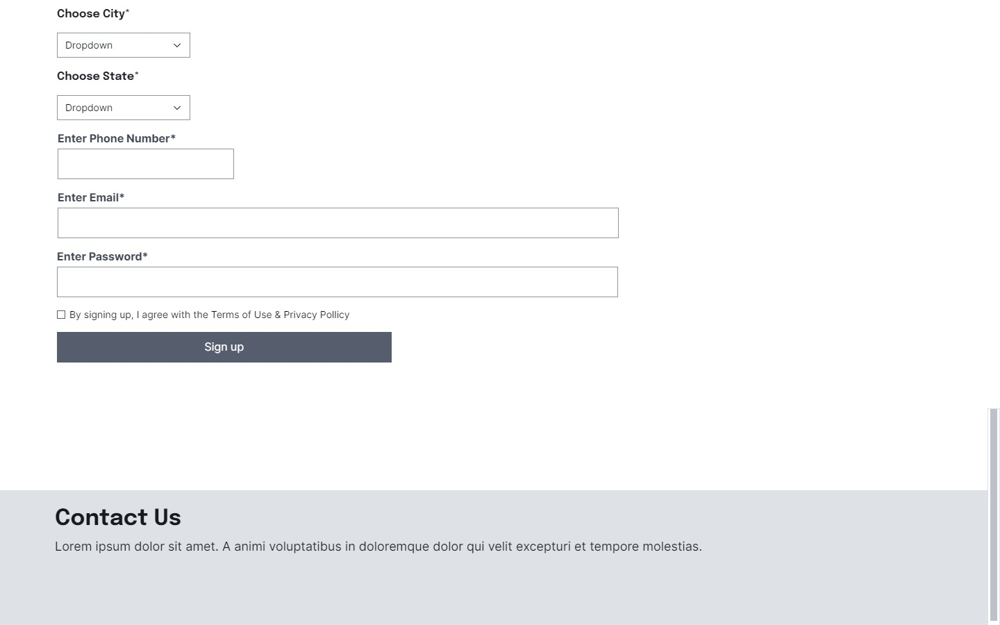 Choose City*
Dropdown
Choose State*
Dropdown
Enter Phone Number*
Enter Email*
Enter Password*
By signing up, I agree with the Terms of Use & Privacy Pollicy
Sign up
Contact Us
Lorem ipsum dolor sit amet. A animi voluptatibus in doloremque dolor qui velit excepturi et tempore molestias.